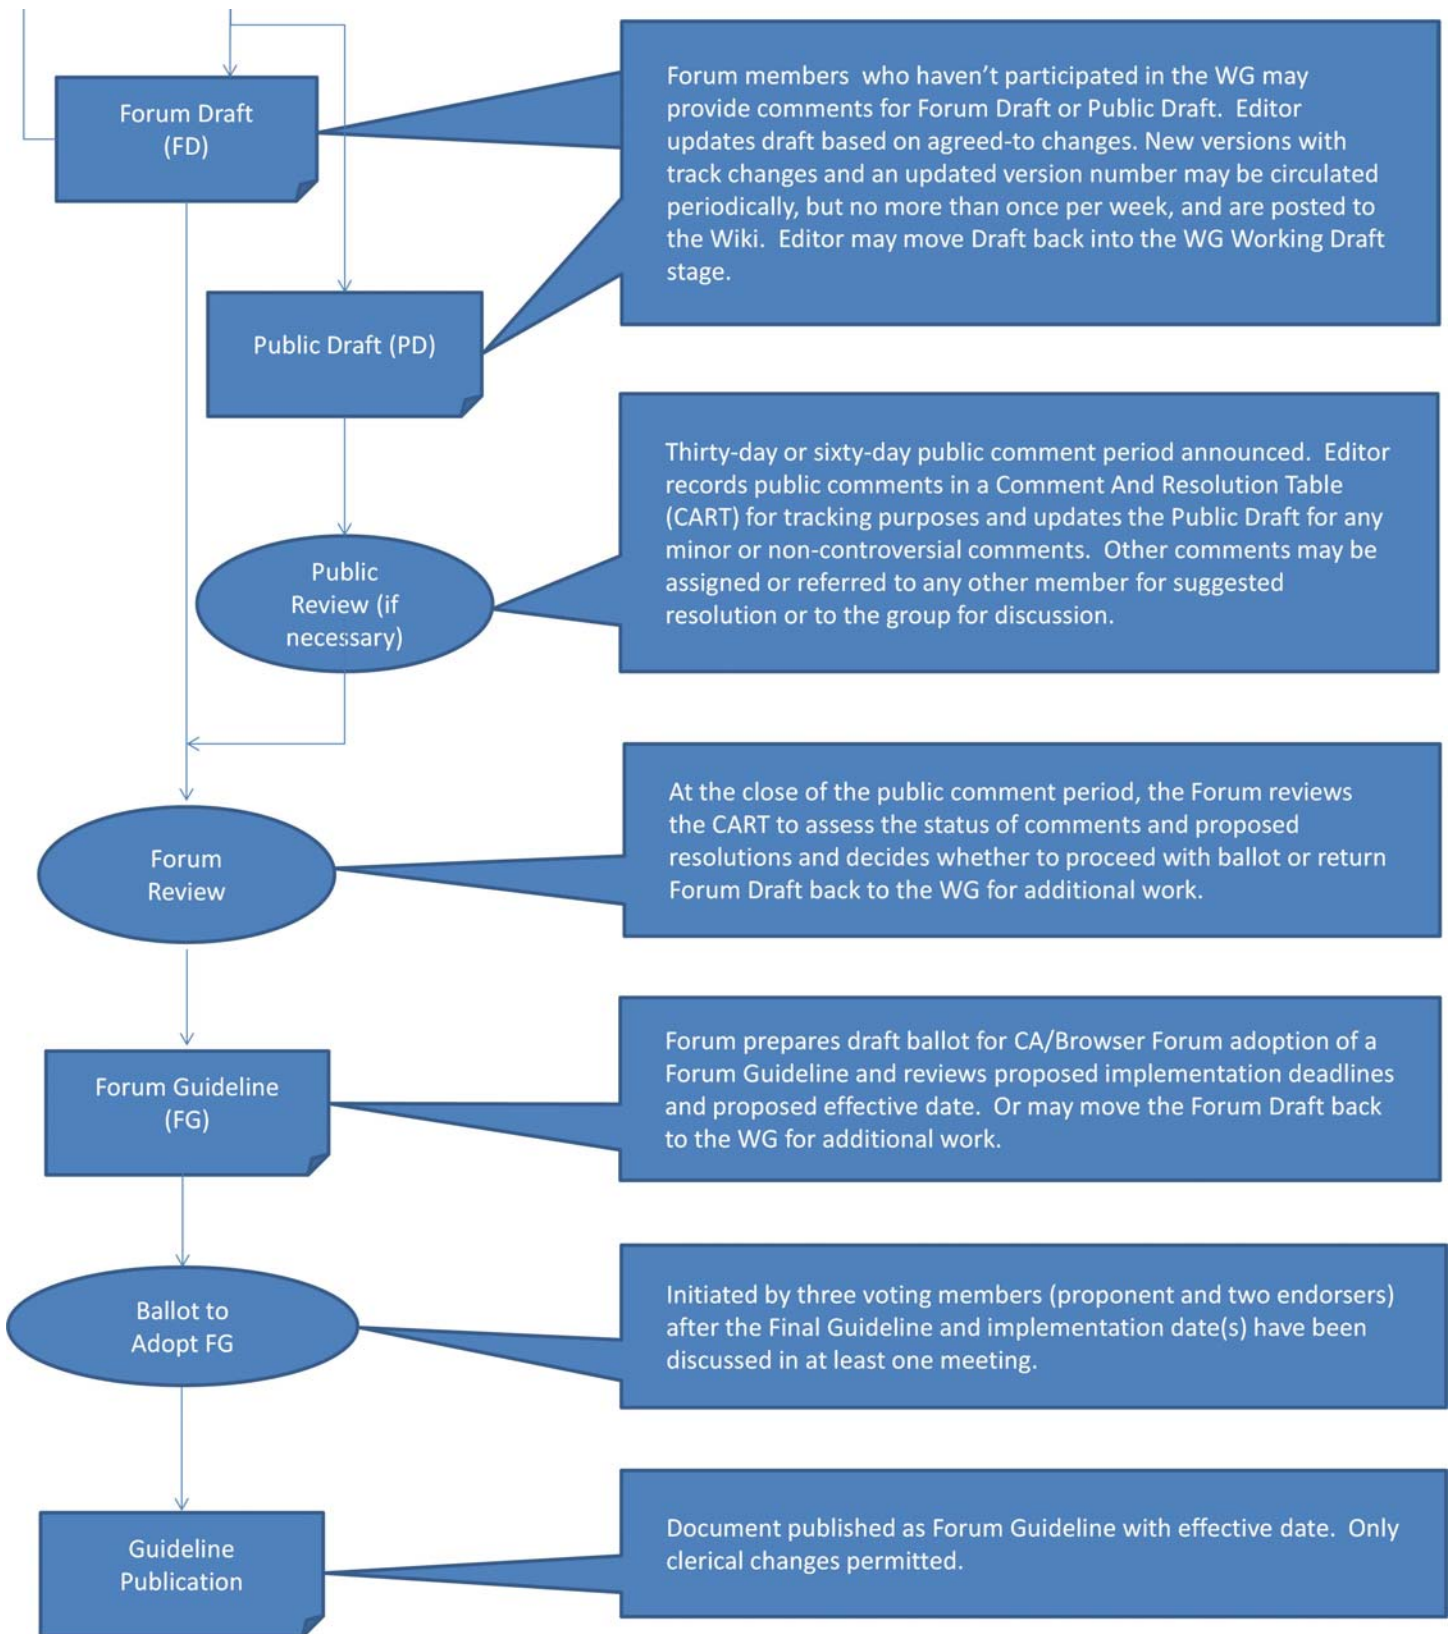 Forum Draft
(FD)
Forum members who haven’t participated in the WG may
provide comments for Forum Draft or Public Draft. Editor
updates draft based on agreed-to changes. New versions with
track changes and an updated version number may be circulated
periodically, but no more than once per week, and are posted to
the Wiki. Editor may move Draft back into the WG Working Draft
stage.
Public Draft (PD)
Thirty-day or sixty-day public comment period announced. Editor
records public comments in a Comment And Resolution Table
(CART) for tracking purposes and updates the Public Draft for any
minor or non-controversial comments. Other comments may be
assigned or referred to any other member for suggested
resolution or to the group for discussion.
Public
Review (if
necessary)
At the close of the public comment period, the Forum reviews
the CART to assess the status of comments and proposed
resolutions and decides whether to proceed with ballot or return
Forum Draft back to the WG for additional work.
Forum
Review
Forum prepares draft ballot for CA/Browser Forum adoption of a
Forum Guideline and reviews proposed implementation deadlines
and proposed effective date. Or may move the Forum Draft back
to the WG for additional work.
Forum Guideline
(FG)
Initiated by three voting members (proponent and two endorsers)
after the Final Guideline and implementation date(s) have been
discussed in at least one meeting.
Ballot to
Adopt FG
Document published as Forum Guideline with effective date. Only
clerical changes permitted.
Guideline
Publication